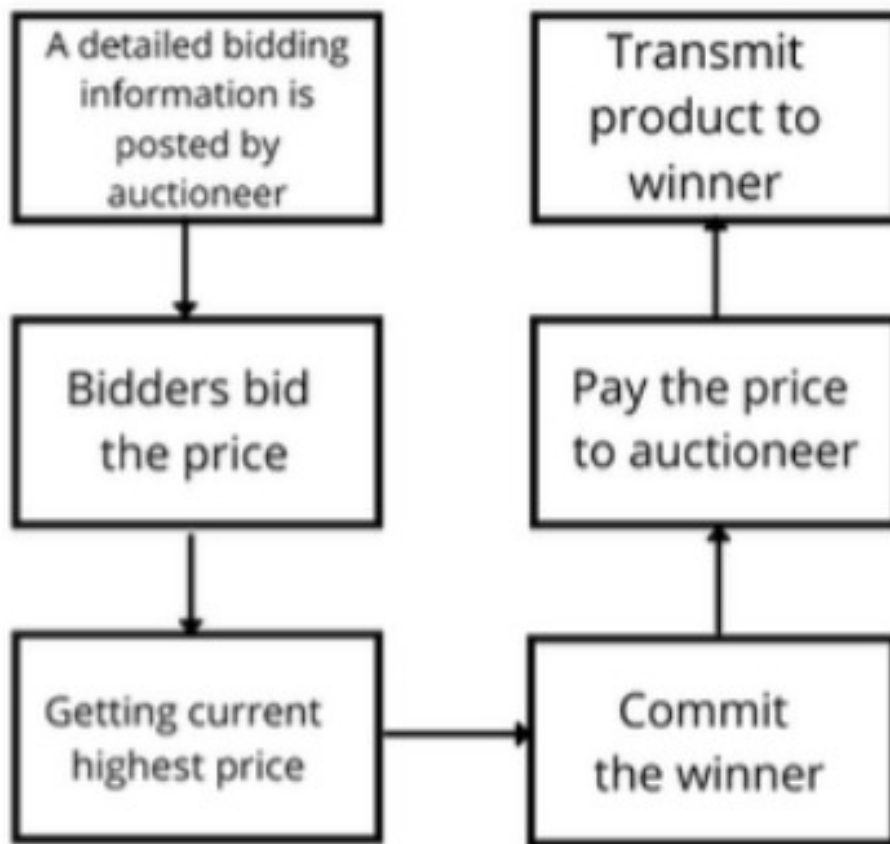 A detailed bidding
information is
posted by
auctioneer
Bidders bid
the price
Getting current
highest price
Commit
the winner
Pay the price
to auctioneer
Transmit
product to
winner